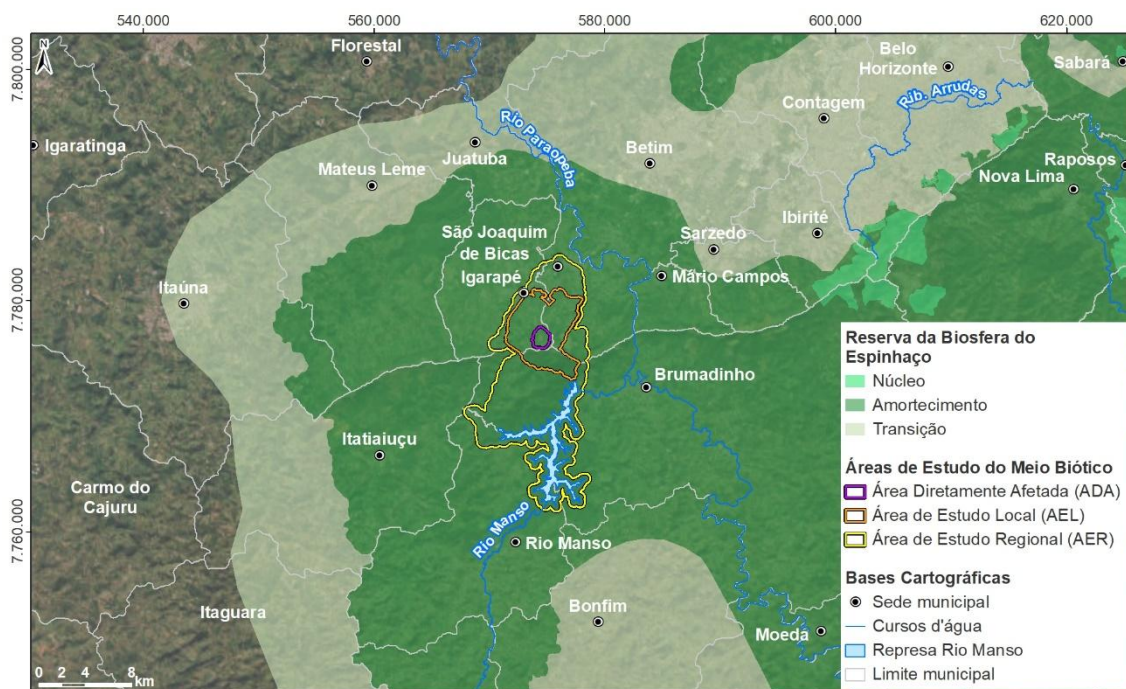 540.000
560.000
580.000
600.000
620.000
7.800.000
7.780.000
7.760.000
N
Florestal
Belo
Horizonte
Sabará
Contagem
Rib. Arrudas
Igaratinga
Rio Paraopeba
Juatuba
Betim
Mateus Leme
Raposos
Nova Lima
São Joaquim
de Bicas
Igarapé
Sarzedo
Ibirité
Mário Campos
Itaúna
Brumadinho
Itatiaiuçu
Carmo do
Cajuru
Rio Manso
Rio Manso
Itaguara
Bonfim
Moeda
0 2 4 8
km
Reserva da Biosfera do
Espinhaço
Núcleo
Amortecimento
Transição
Áreas de Estudo do Meio Biótico
Área Diretamente Afetada (ADA)
Área de Estudo Local (AEL)
Área de Estudo Regional (AER)
Bases Cartográficas
Sede municipal
Cursos d'água
Represa Rio Manso
Limite municipal